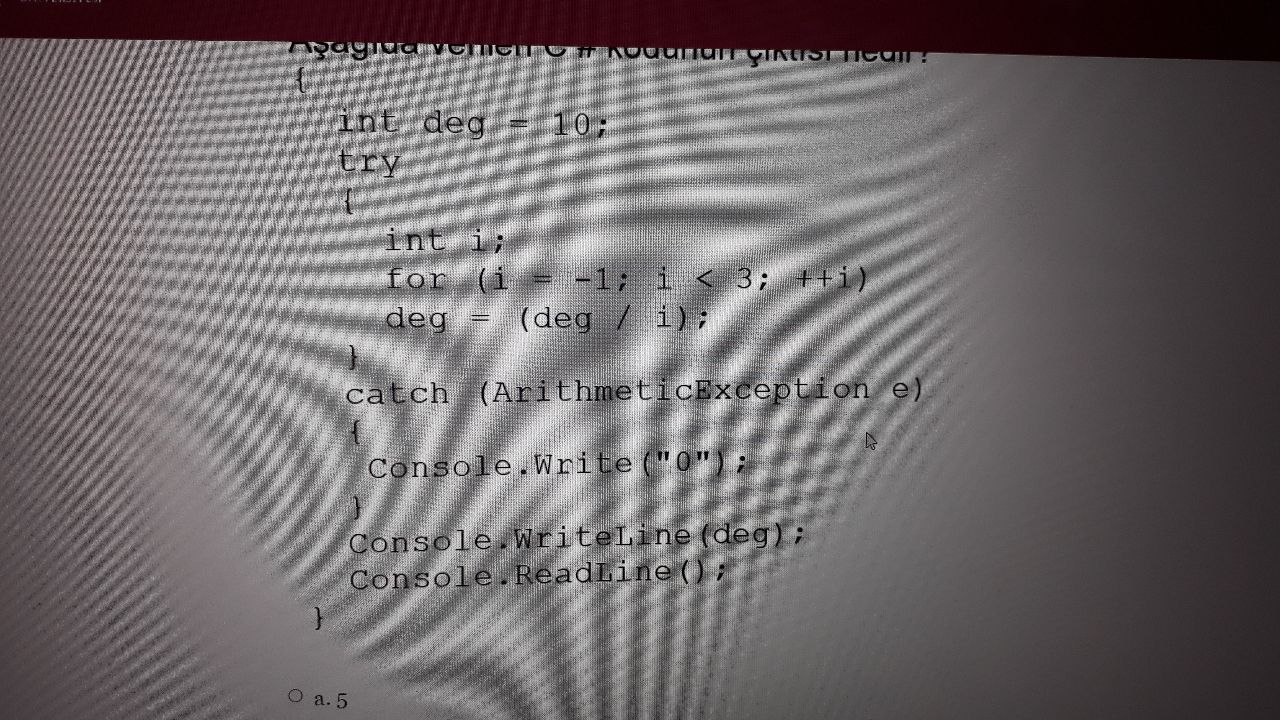 Aşağıda verilen C # kodunun çıktısı nedir?
{
int deg = 10;
try
{
int i;
for (i = -1; i < 3; ++i)
deg = (deg / i);
}
catch (ArithmeticException e)
{
Console.Write("0");
}
Console.WriteLine(deg);
Console.ReadLine();
}
a. 5